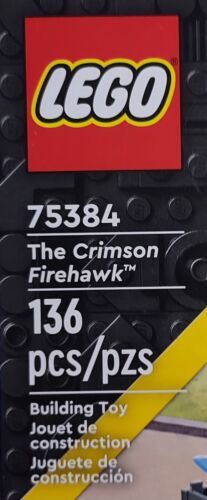 LEGO
75384
The Crimson
Firehawk™
136
pcs/pzs
Building Toy
Jouet de
construction
Juguete de
construcción